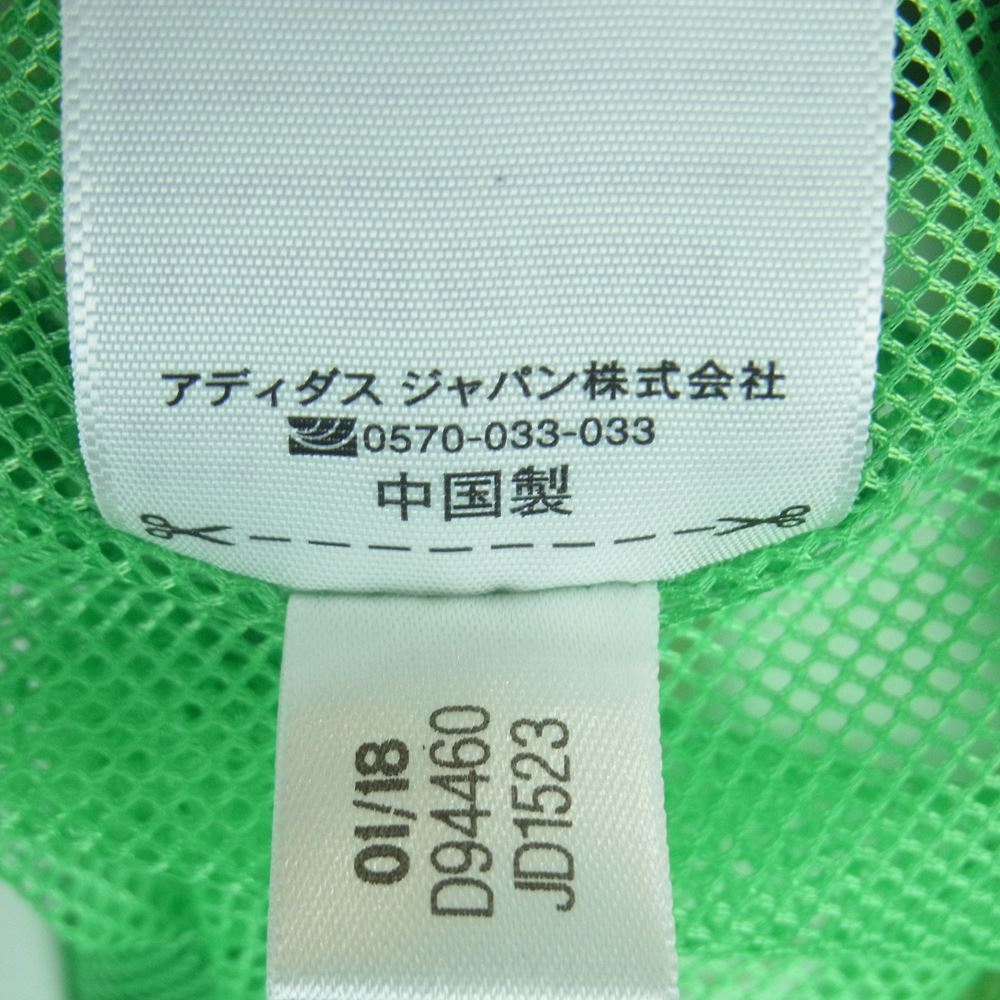 アディダス ジャパン株式会社
0570-033-033
中国製
01/18
D94460
JD1523